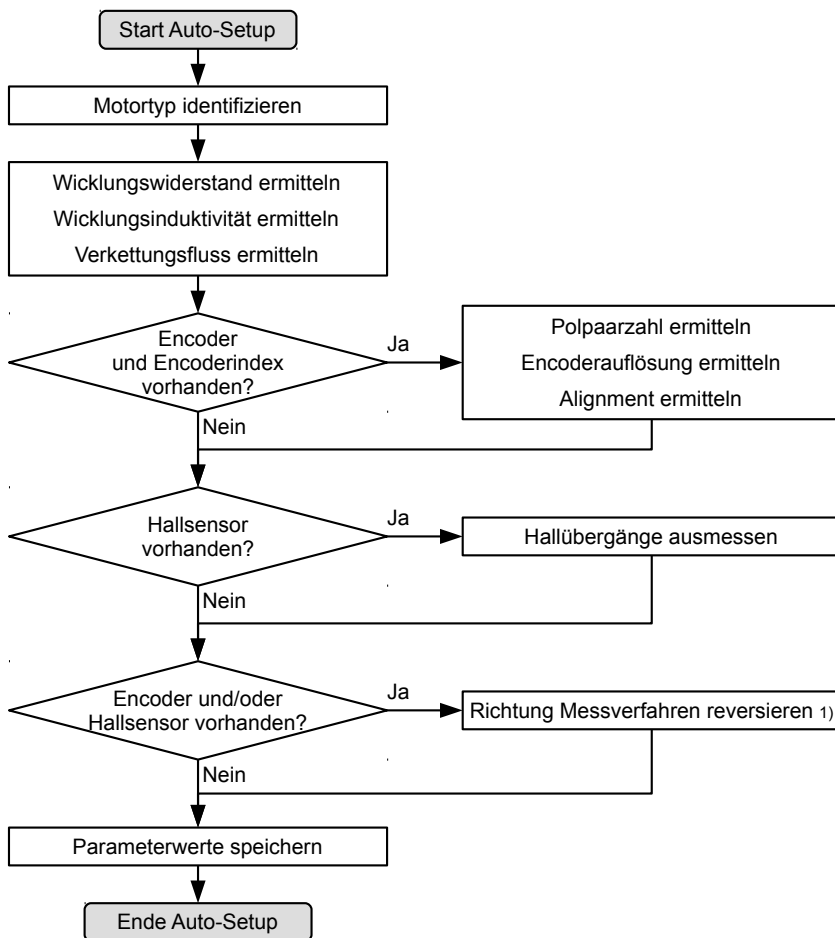 Start Auto-Setup
Motortyp identifizieren
Wicklungswiderstand ermitteln
Wicklungsinduktivität ermitteln
Verkettungsfluss ermitteln
Encoder
und Encoderindex
vorhanden?
Ja
Polpaarzahl ermitteln
Encoderauflösung ermitteln
Alignment ermitteln
Nein
Hallsensor
vorhanden?
Ja
Hallübergänge ausmessen
Nein
Encoder und/oder
Hallsensor vorhanden?
Ja
Richtung Messverfahren reversieren 1)
Nein
Parameterwerte speichern
Ende Auto-Setup